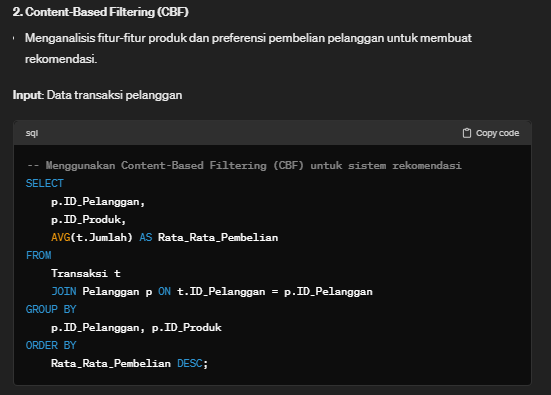 2. Content-Based Filtering (CBF)
• Menganalisis fitur-fitur produk dan preferensi pembelian pelanggan untuk membuat
rekomendasi.
Input: Data transaksi pelanggan
sql
Copy code
-- Menggunakan Content-Based Filtering (CBF) untuk sistem rekomendasi
SELECT
    p.ID_Pelanggan,
    p.ID_Produk,
    AVG(t.Jumlah) AS Rata_Rata_Pembelian
FROM
    Transaksi t
    JOIN Pelanggan p ON t.ID_Pelanggan = p.ID_Pelanggan
GROUP BY
    p.ID_Pelanggan, p.ID_Produk
ORDER BY
    Rata_Rata_Pembelian DESC;